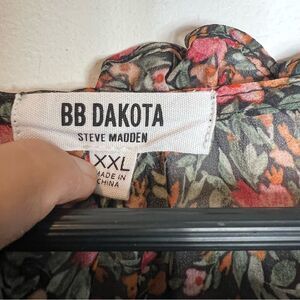 BB DAKOTA
STEVE MADDEN
XXL
MADE IN
CHINA